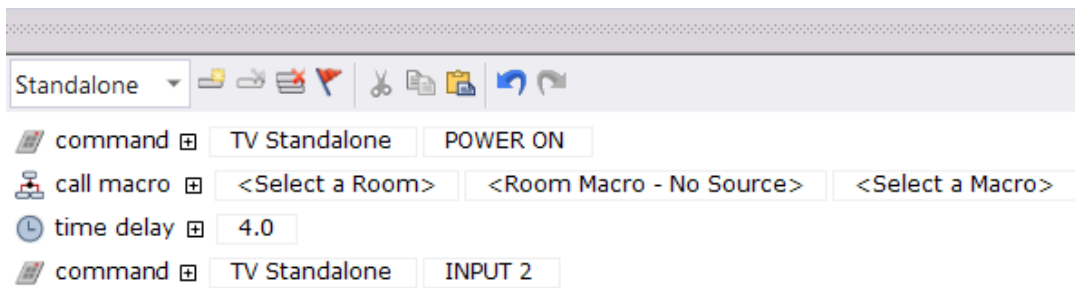 Standalone
command TV Standalone POWER ON
call macro <Select a Room> <Room Macro - No Source> <Select a Macro>
time delay 4.0
command TV Standalone INPUT 2